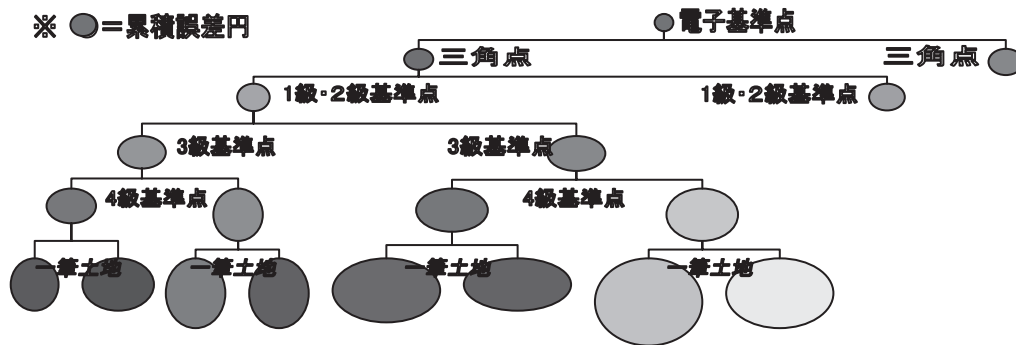 ※ =累積誤差円
電子基準点
三角点
三角点
1級・2級基準点
1級・2級基準点
3級基準点
3級基準点
4級基準点
4級基準点
一筆土地
一筆土地
一筆土地
一筆土地